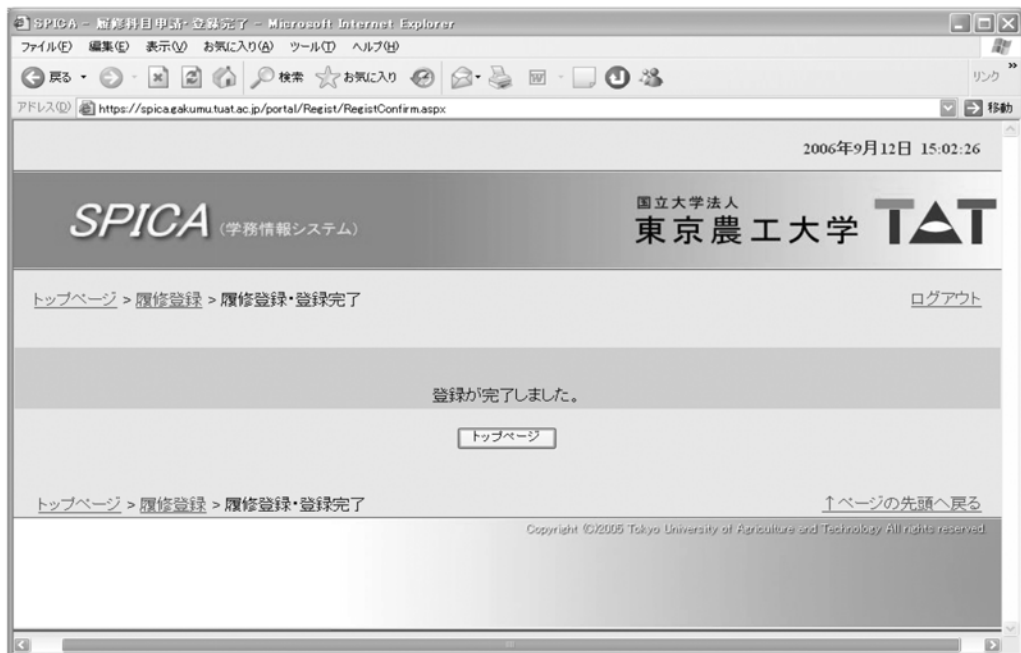 SPICA - 履修科目申請・登録完了 - Microsoft Internet Explorer
ファイル(F) 編集(E) 表示(V) お気に入り(A) ツール(T) ヘルプ(H)
戻る 検索 お気に入り リンク
アドレス(D) https://spica.gakumu.tuat.ac.jp/portal/Regist/RegistConfirm.aspx 移動
2006年9月12日 15:02:26
SPICA (学務情報システム)
国立大学法人
東京農工大学 TAT
トップページ > 履修登録 > 履修登録・登録完了 ログアウト
登録が完了しました。
トップページ
トップページ > 履修登録 > 履修登録・登録完了 ↑ページの先頭へ戻る
Copyright (C)2005 Tokyo University of Agriculture and Technology All rights reserved.